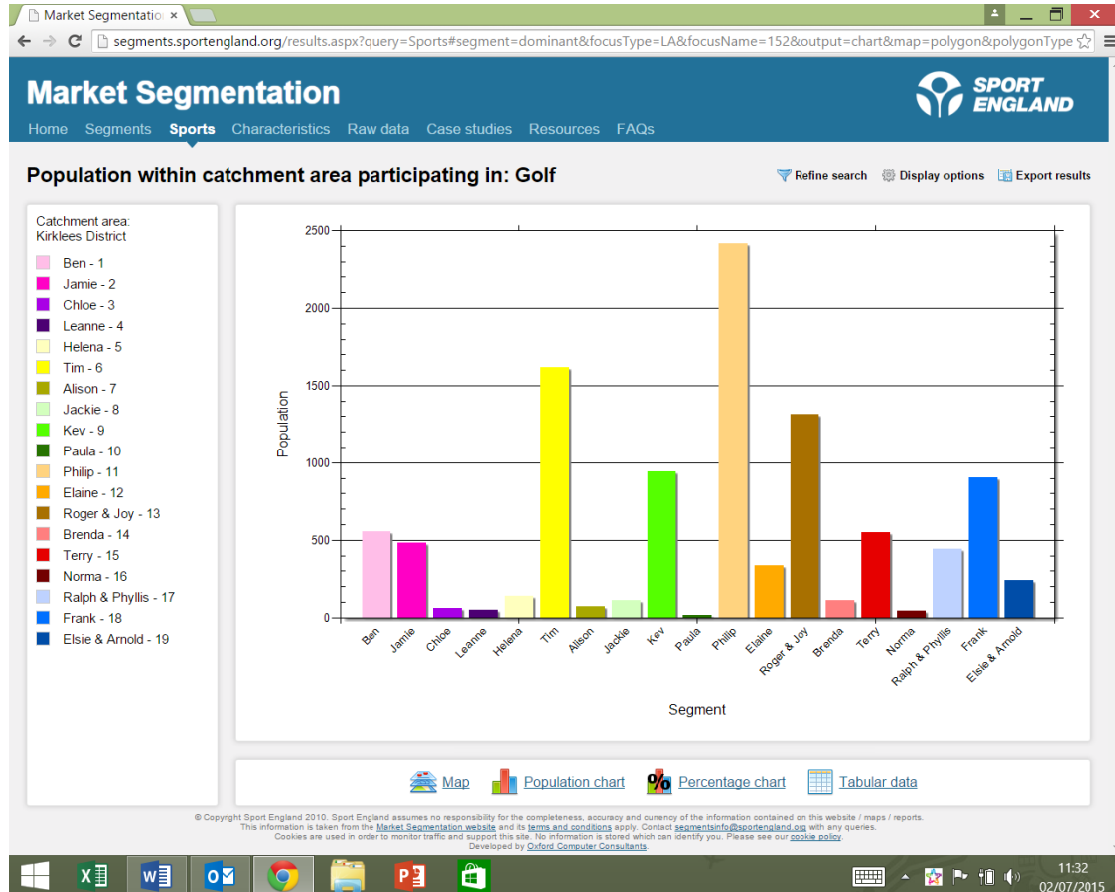 Market Segmentatio
segments.sportengland.org/results.aspx?query=Sports#segment=dominant&focusType=LA&focusName=152&output=chart&map=polygon&polygonType
Market Segmentation
SPORT
ENGLAND
Home Segments Sports Characteristics Raw data Case studies Resources FAQs
Population within catchment area participating in: Golf
Refine search Display options Export results
Catchment area:
Kirklees District
Ben - 1
Jamie - 2
Chloe - 3
Leanne - 4
Helena - 5
Tim - 6
Alison - 7
Jackie - 8
Kev - 9
Paula - 10
Philip - 11
Elaine - 12
Roger & Joy - 13
Brenda - 14
Terry - 15
Norma - 16
Ralph & Phyllis - 17
Frank - 18
Elsie & Arnold - 19
2500
2000
1500
1000
500
0
Population
Ben Jamie Chloe Leanne Helena Tim Alison Jackie Kev Paula Philip Elaine Roger & Joy Brenda Terry Norma Ralph & Phyllis Frank Elsie & Arnold
Segment
Map Population chart % Percentage chart Tabular data
© Copyright Sport England 2010. Sport England assumes no responsibility for the completeness, accuracy and currency of the information contained on this website / maps / reports.
This information is taken from the Market Segmentation website and its terms and conditions apply. Contact segmentsinfo@sportengland.org with any queries.
Cookies are used in order to monitor traffic and support this site. No information is stored which can identify you. Please see our cookie policy.
Developed by Oxford Computer Consultants.
11:32
02/07/2015